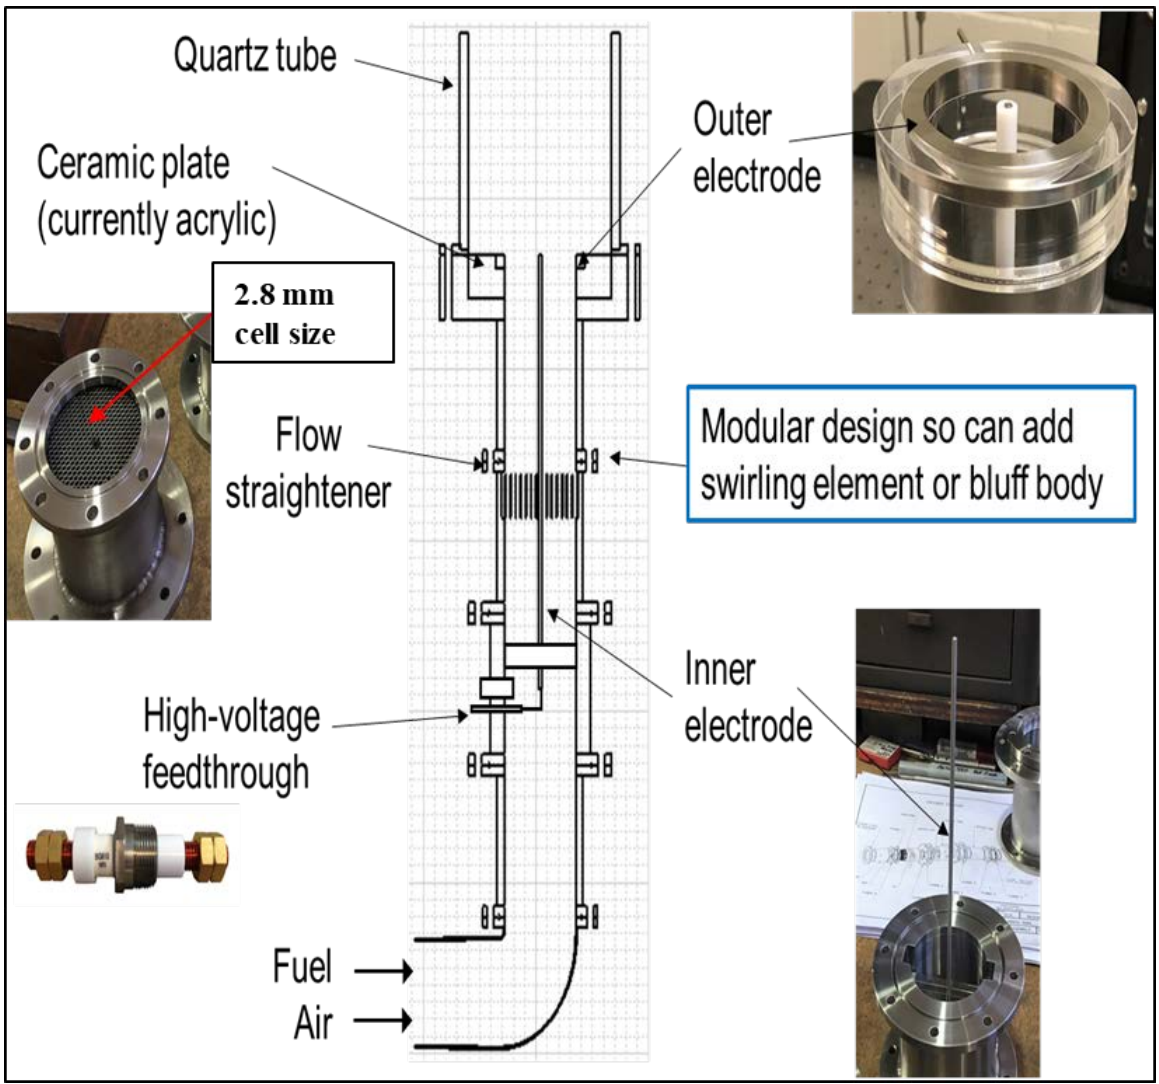 Quartz tube
Outer
electrode
Ceramic plate
(currently acrylic)
2.8 mm
cell size
Flow
straightener
Modular design so can add
swirling element or bluff body
Inner
electrode
High-voltage
feedthrough
Fuel
Air